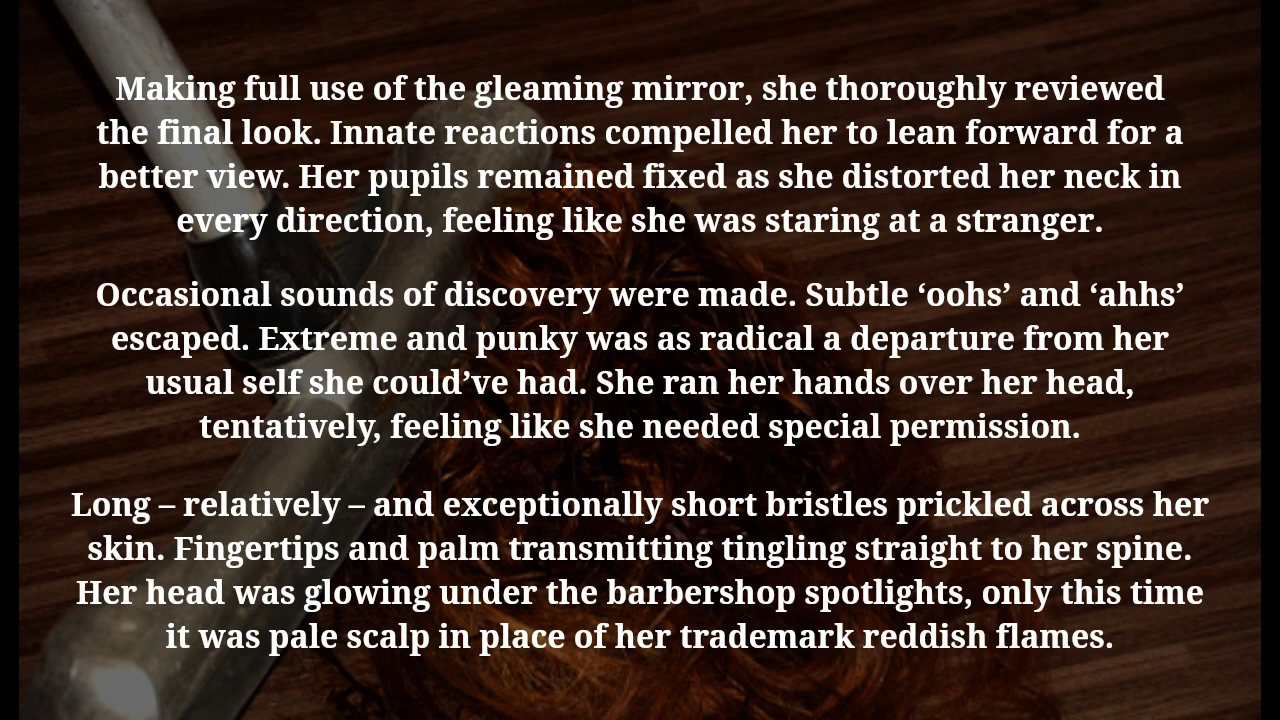 Making full use of the gleaming mirror, she thoroughly reviewed
the final look. Innate reactions compelled her to lean forward for a
better view. Her pupils remained fixed as she distorted her neck in
every direction, feeling like she was staring at a stranger.
Occasional sounds of discovery were made. Subtle ‘oohs’ and ‘ahhs’
escaped. Extreme and punky was as radical a departure from her
usual self she could’ve had. She ran her hands over her head,
tentatively, feeling like she needed special permission.
Long – relatively – and exceptionally short bristles prickled across her
skin. Fingertips and palm transmitting tingling straight to her spine.
Her head was glowing under the barbershop spotlights, only this time
it was pale scalp in place of her trademark reddish flames.